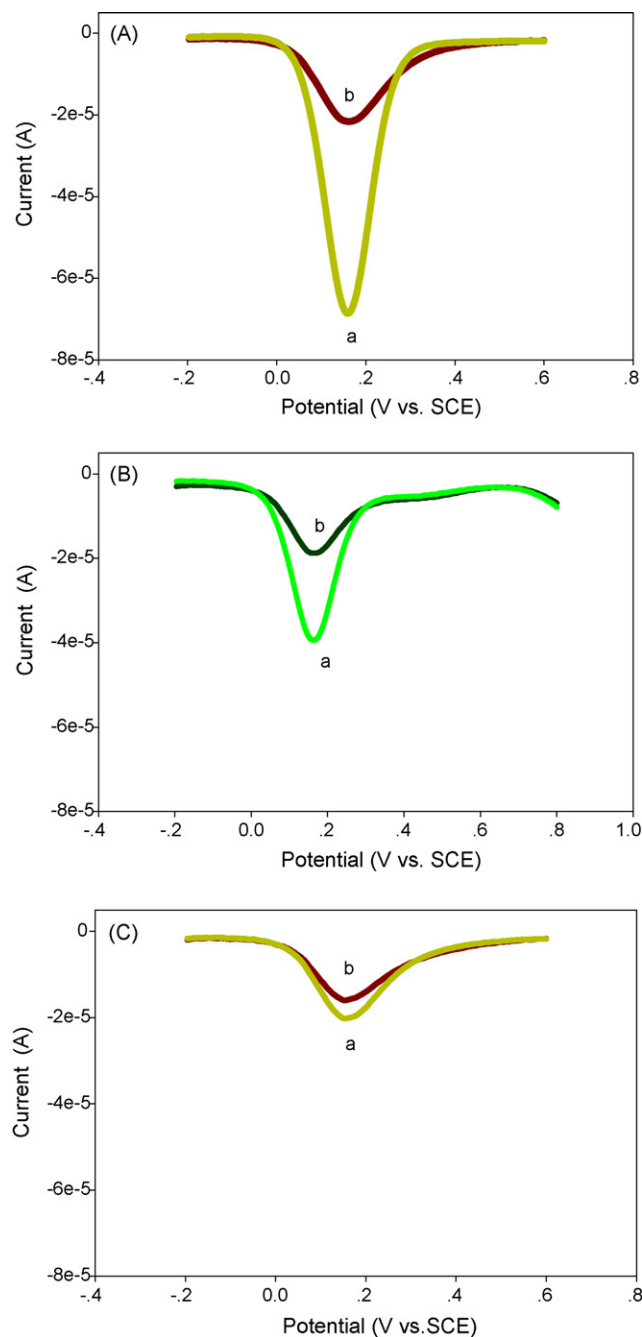 (A)
0
-2e-5
-4e-5
-6e-5
-8e-5
Current (A)
b
a
-.4 -.2 0.0 .2 .4 .6 .8
Potential (V vs. SCE)
(B)
0
-2e-5
-4e-5
-6e-5
-8e-5
Current (A)
b
a
-.4 -.2 0.0 .2 .4 .6 .8 1.0
Potential (V vs. SCE)
(C)
0
-2e-5
-4e-5
-6e-5
-8e-5
Current (A)
b
a
-.4 -.2 0.0 .2 .4 .6 .8
Potential (V vs.SCE)